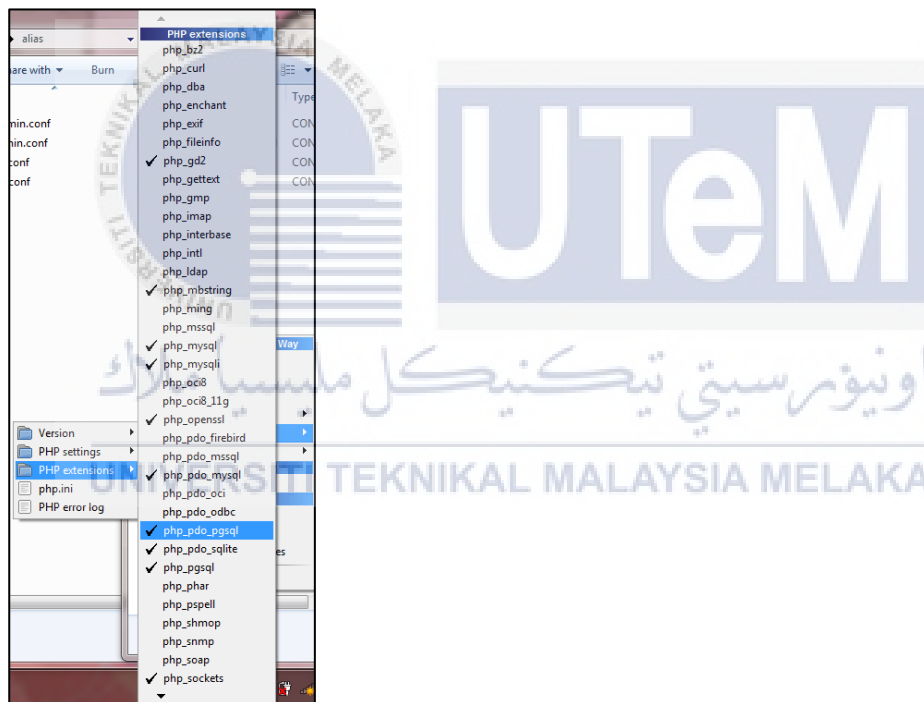 alias
PHP extensions
are with
Burn
Type
php_bz2
php_curl
php_dba
php_enchant
php_exif
php_fileinfo
php_gd2
php_gettext
php_gmp
php_imap
php_interbase
php_intl
php_ldap
php_mbstring
php_ming
php_mssql
php_mysql
php_mysqli
php_oci8
php_oci8_11g
php_openssl
php_pdo_firebird
php_pdo_mssql
php_pdo_mysql
php_pdo_oci
php_pdo_odbc
php_pdo_pgsql
php_pdo_sqlite
php_pgsql
php_phar
php_pspell
php_shmop
php_snmp
php_soap
php_sockets
min.conf
min.conf
conf
conf
CON
CON
CON
CON
Way
es
Version
PHP settings
PHP extensions
php.ini
PHP error log
UTeM
اونيۏرسيتي تيكنيكل مليسيا ملاك
UNIVERSITI TEKNIKAL MALAYSIA MELAKA